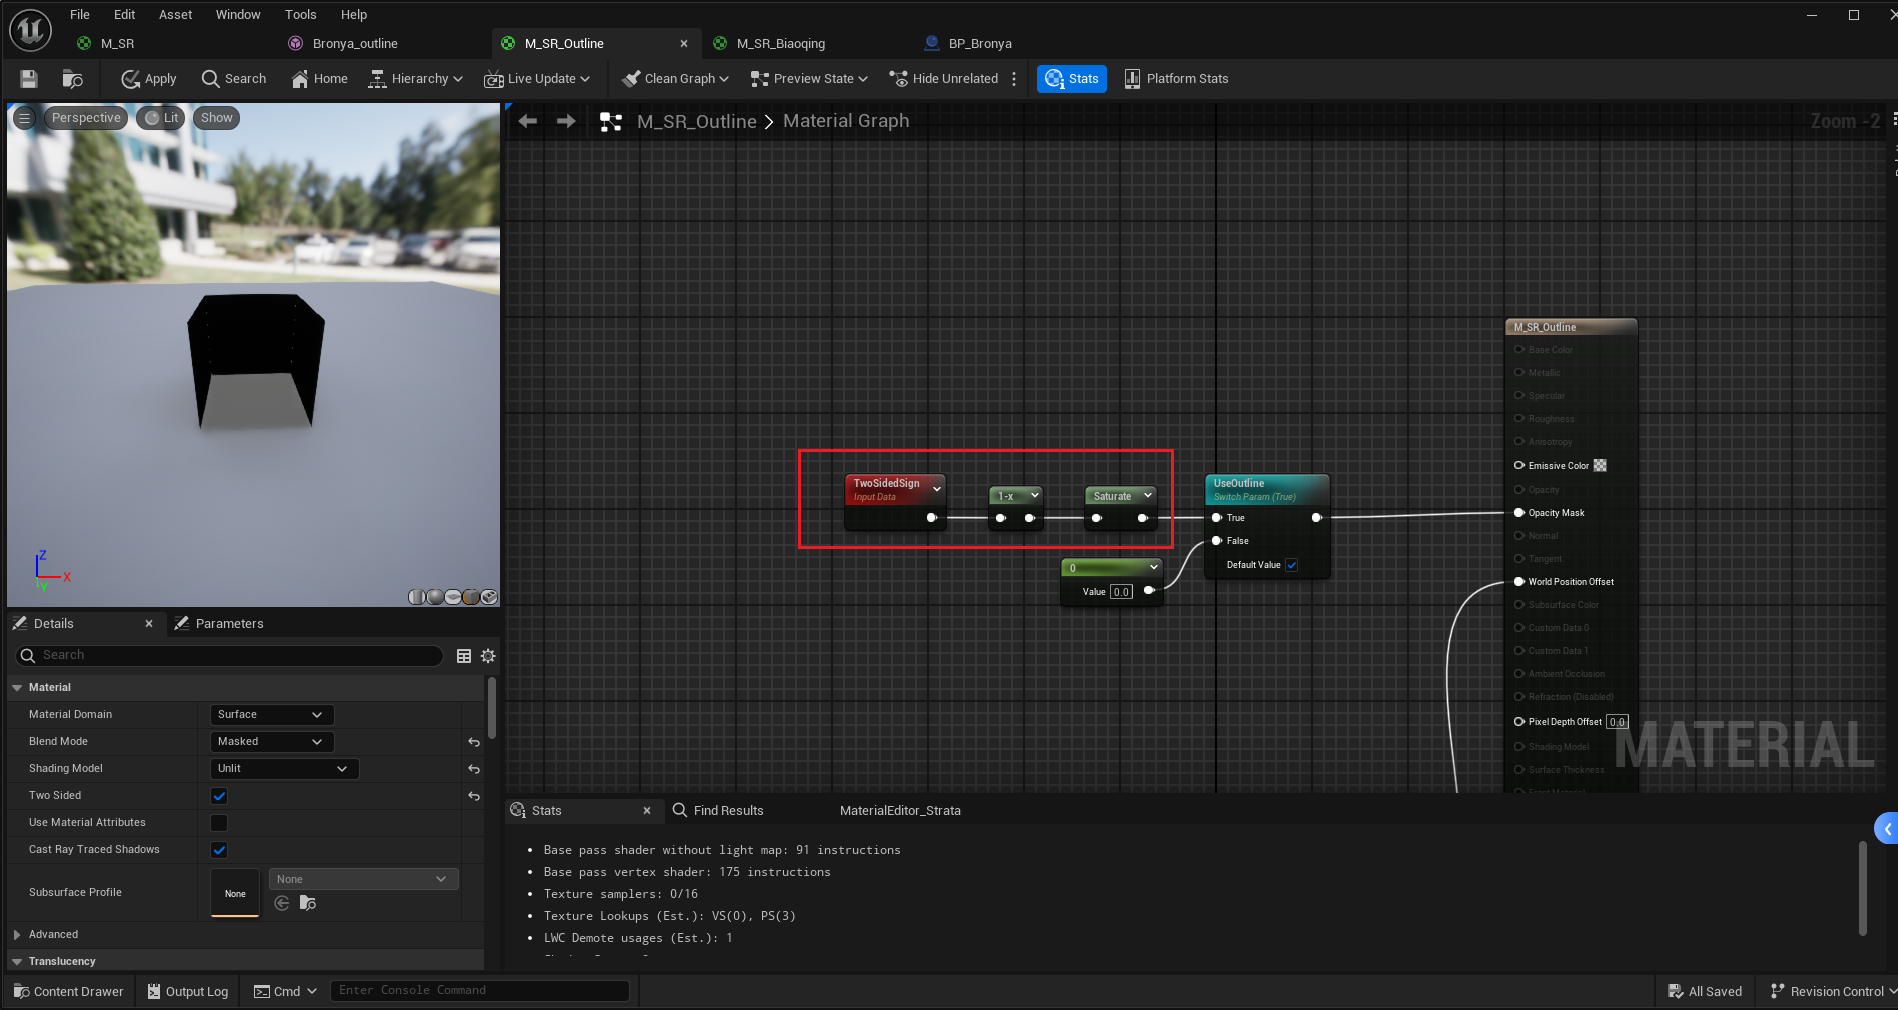 File Edit Asset Window Tools Help
M_SR Bronya_outline M_SR_Outline M_SR_Biaoqing BP_Bronya
Apply Search Home Hierarchy Live Update Clean Graph Preview State Hide Unrelated Stats Platform Stats
Perspective Lit Show
M_SR_Outline Material Graph
Zoom -2
M_SR_Outline
Base Color
Metallic
Specular
Roughness
Anisotropy
Emissive Color
Opacity
Opacity Mask
Normal
Tangent
World Position Offset
Subsurface Color
Custom Data 0
Custom Data 1
Ambient Occlusion
Refraction (Disabled)
Pixel Depth Offset 0.0
Shading Model
Surface Thickness
Front Material
TwoSidedSign
Input Data
1-x
Saturate
UseOutline
Switch Param (True)
True
False
Default Value
0
Value 0.0
MATERIAL
Z
X
Y
Details Parameters
Search
Material
Material Domain Surface
Blend Mode Masked
Shading Model Unlit
Two Sided
Use Material Attributes
Cast Ray Traced Shadows
Subsurface Profile None None
Advanced
Translucency
Stats Find Results MaterialEditor_Strata
• Base pass shader without light map: 91 instructions
• Base pass vertex shader: 175 instructions
• Texture samplers: 0/16
• Texture Lookups (Est.): VS(0), PS(3)
• LWC Demote usages (Est.): 1
Content Drawer Output Log Cmd Enter Console Command All Saved Revision Control